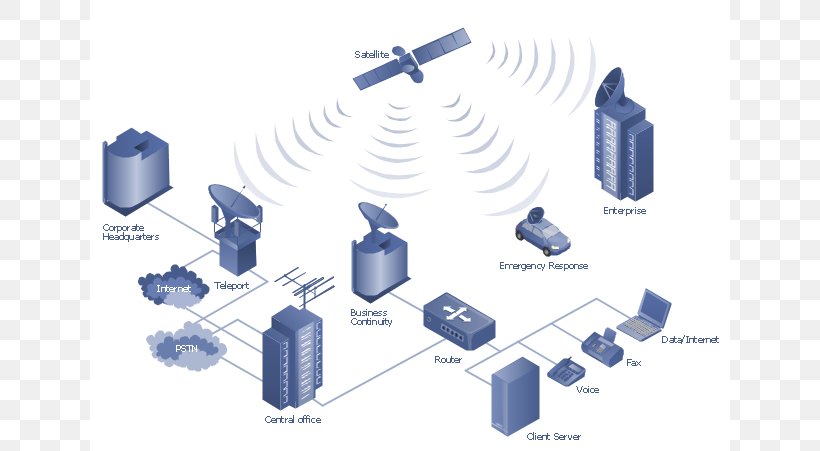 Satellite
Enterprise
Corporate
Headquarters
Emergency Response
Internet
Teleport
Business
Continuity
PSTN
Router
Data/Internet
Fax
Voice
Central office
Client Server